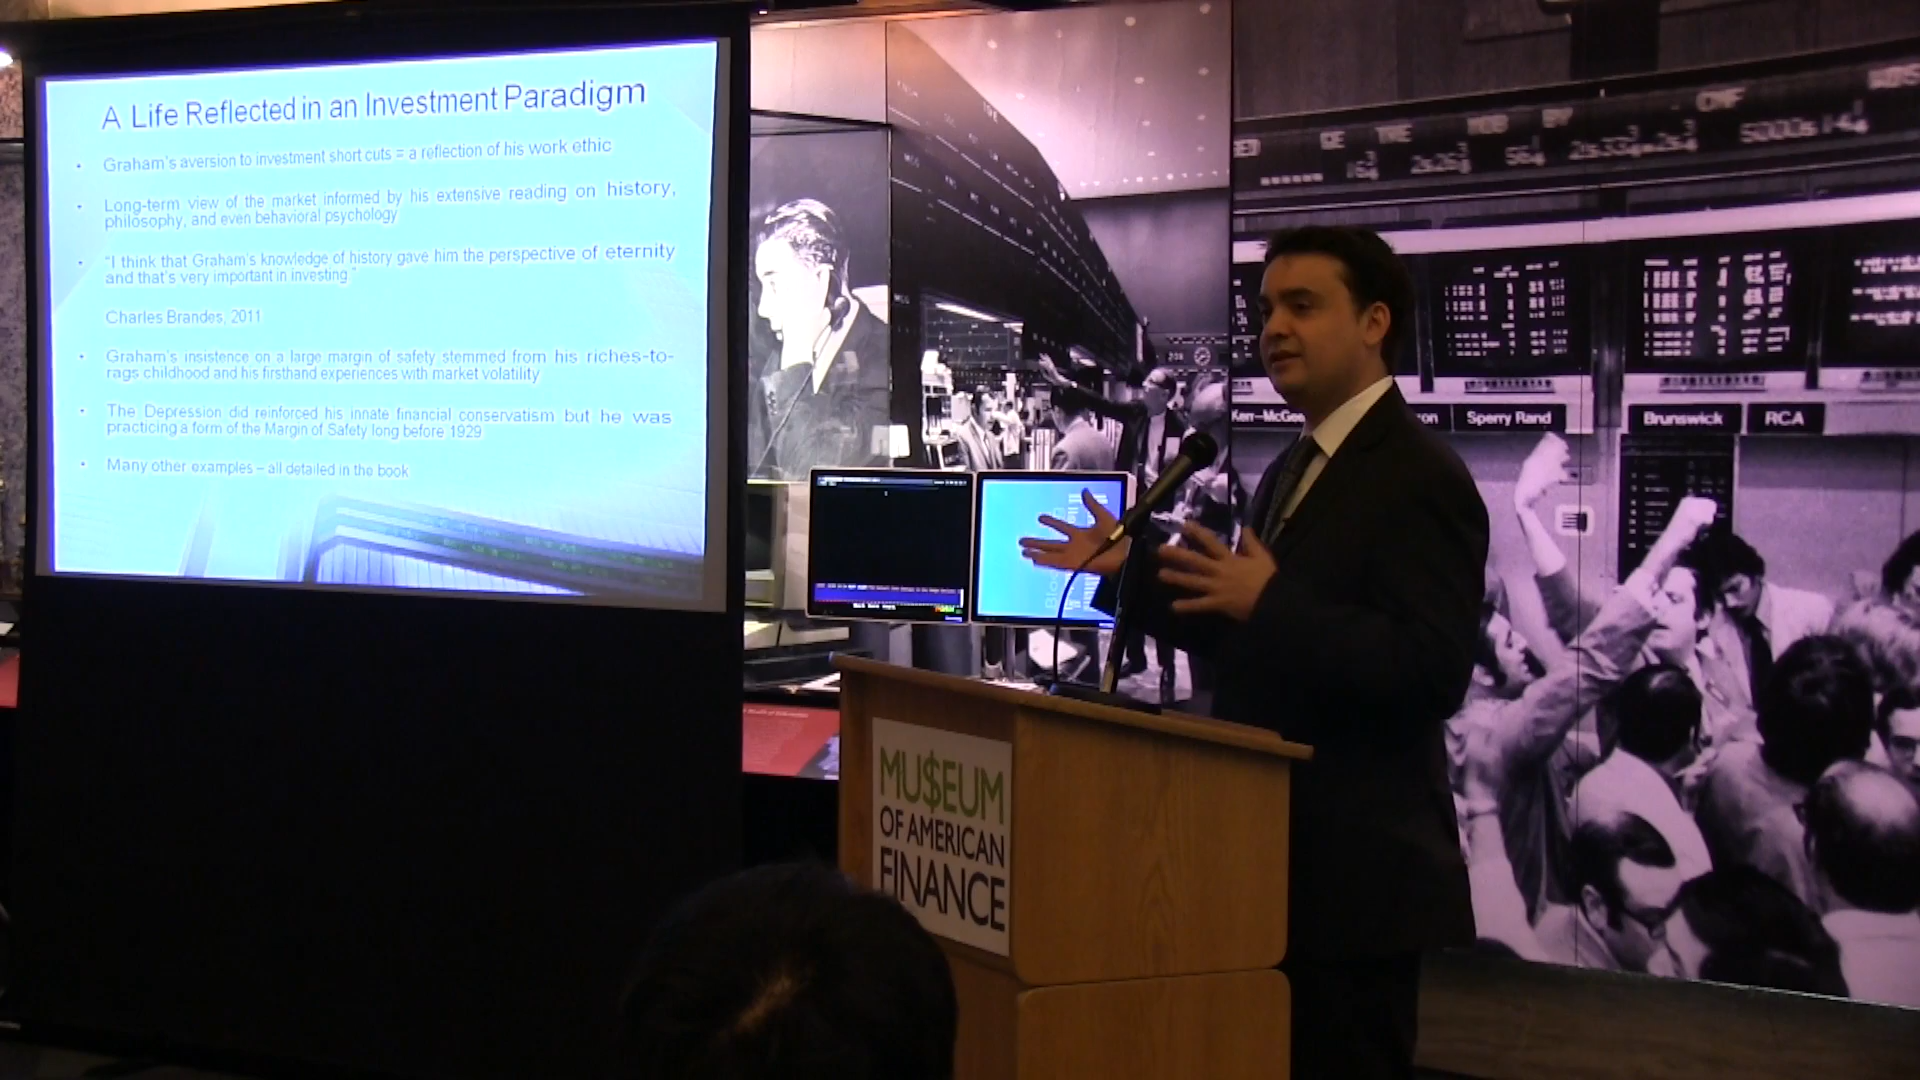 A Life Reflected in an Investment Paradigm
• Graham's aversion to investment short cuts = a reflection of his work ethic
• Long-term view of the market informed by his extensive reading on history,
philosophy, and even behavioral psychology
• "I think that Graham's knowledge of history gave him the perspective of eternity
and that's very important in investing"
Charles Brandes, 2011
• Graham's insistence on a large margin of safety stemmed from his riches-to-
rags childhood and his firsthand experiences with market volatility
• The Depression did reinforced his innate financial conservatism but he was
practicing a form of the Margin of Safety long before 1929
• Many other examples – all detailed in the book
MU$EUM
OF AMERICAN
FINANCE
Kerr-McGee
Sperry Rand
Brunswick
RCA